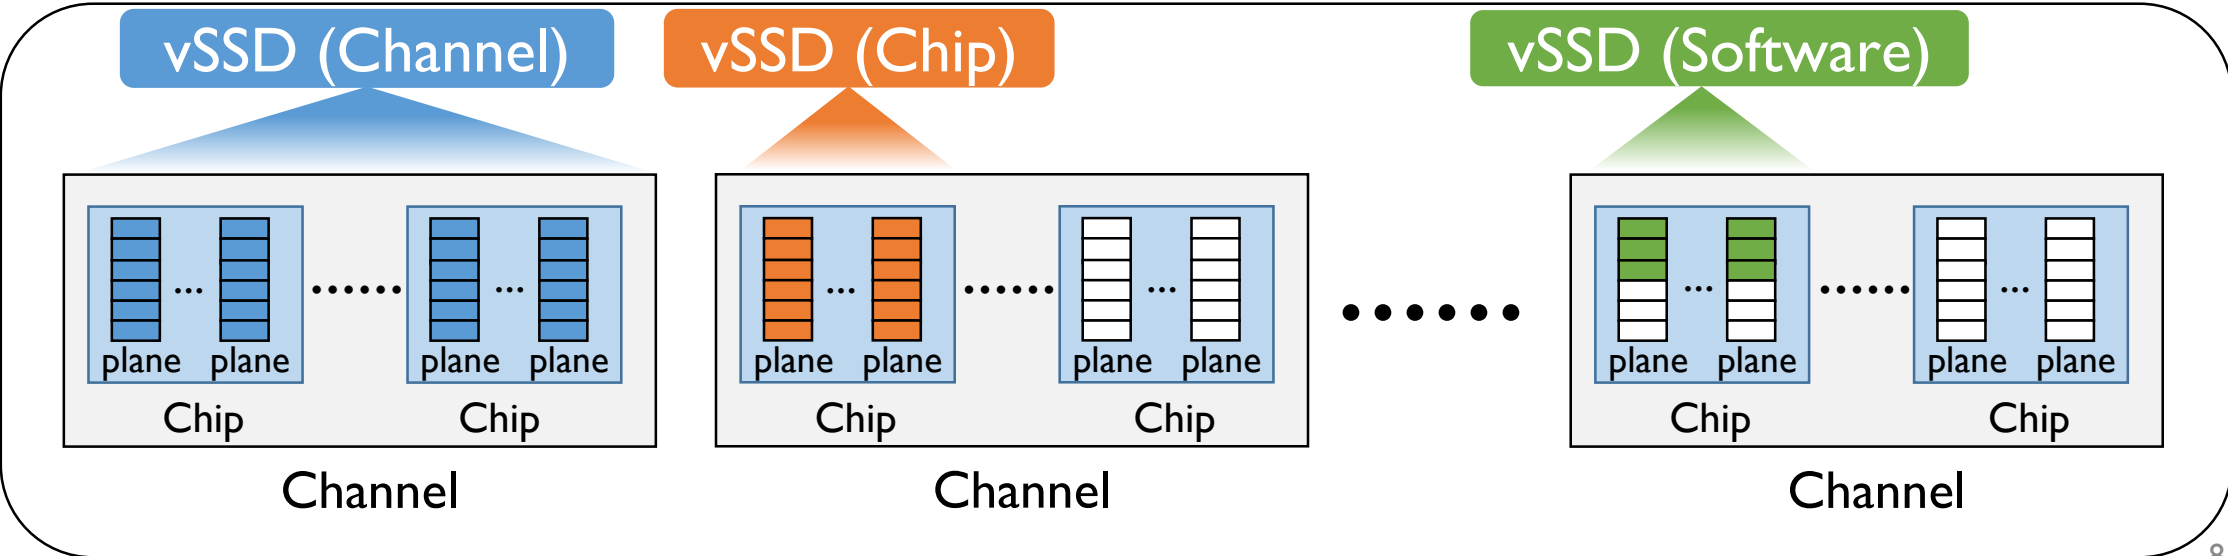 vSSD (Channel) vSSD (Chip) vSSD (Software)
... ...... ... ... ...... ... ...... ... ...... ...
plane plane plane plane plane plane plane plane plane plane plane plane
Chip Chip Chip Chip Chip Chip
Channel Channel Channel
8